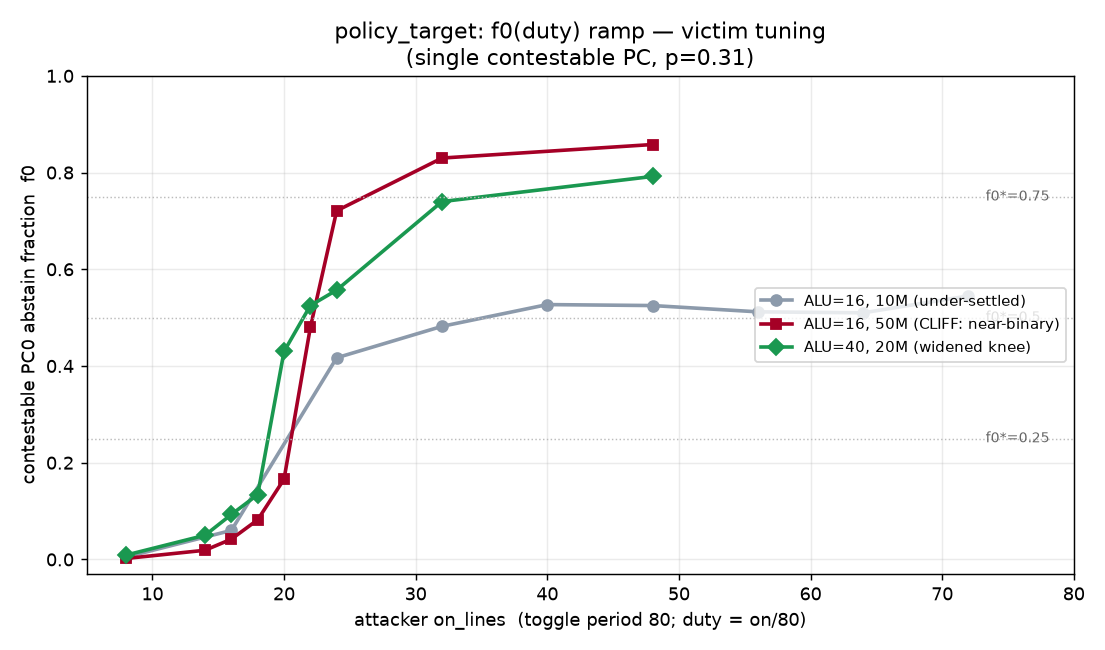 policy_target: f0(duty) ramp — victim tuning
(single contestable PC, p=0.31)
contestable PC0 abstain fraction  f0
1.0
0.8
0.6
0.4
0.2
0.0
f0*=0.75
f0*=0.5
f0*=0.25
ALU=16, 10M (under-settled)
ALU=16, 50M (CLIFF: near-binary)
ALU=40, 20M (widened knee)
10
20
30
40
50
60
70
80
attacker on_lines  (toggle period 80; duty = on/80)